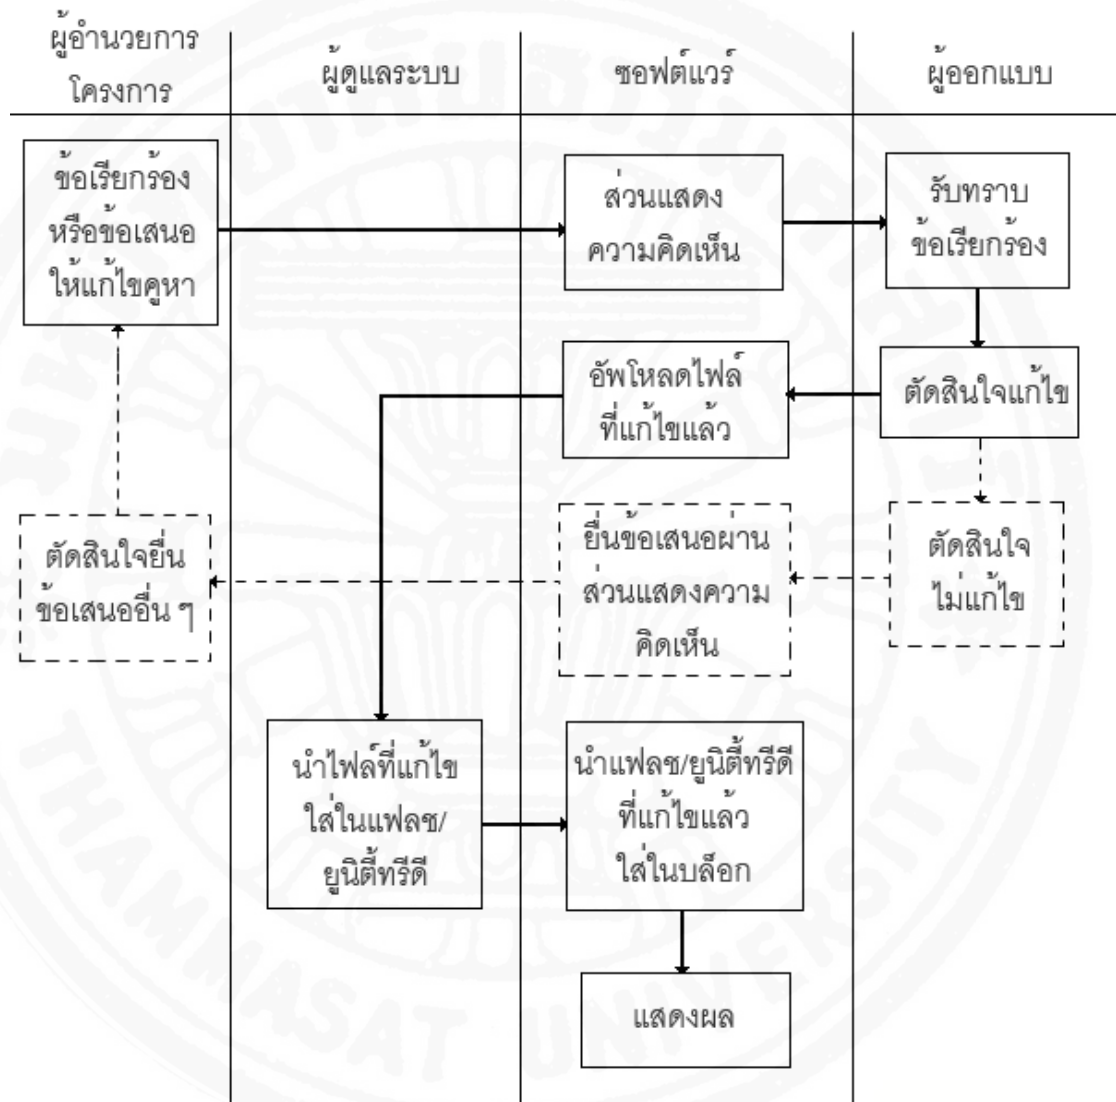 ผู้อำนวยการ
โครงการ
ผู้ดูแลระบบ
ซอฟต์แวร์
ผู้ออกแบบ
ข้อเรียกร้อง
หรือข้อเสนอ
ให้แก้ไขคูหา
ส่วนแสดง
ความคิดเห็น
รับทราบ
ข้อเรียกร้อง
อัพโหลดไฟล์
ที่แก้ไขแล้ว
ตัดสินใจแก้ไข
ตัดสินใจยื่น
ข้อเสนออื่น ๆ
ยื่นข้อเสนอผ่าน
ส่วนแสดงความ
คิดเห็น
ตัดสินใจ
ไม่แก้ไข
นำไฟล์ที่แก้ไข
ใส่ในแฟลช/
ยูนิตี้ทรีดี
นำแฟลช/ยูนิตี้ทรีดี
ที่แก้ไขแล้ว
ใส่ในบล็อก
แสดงผล
THAMMASAT UNIVERSITY